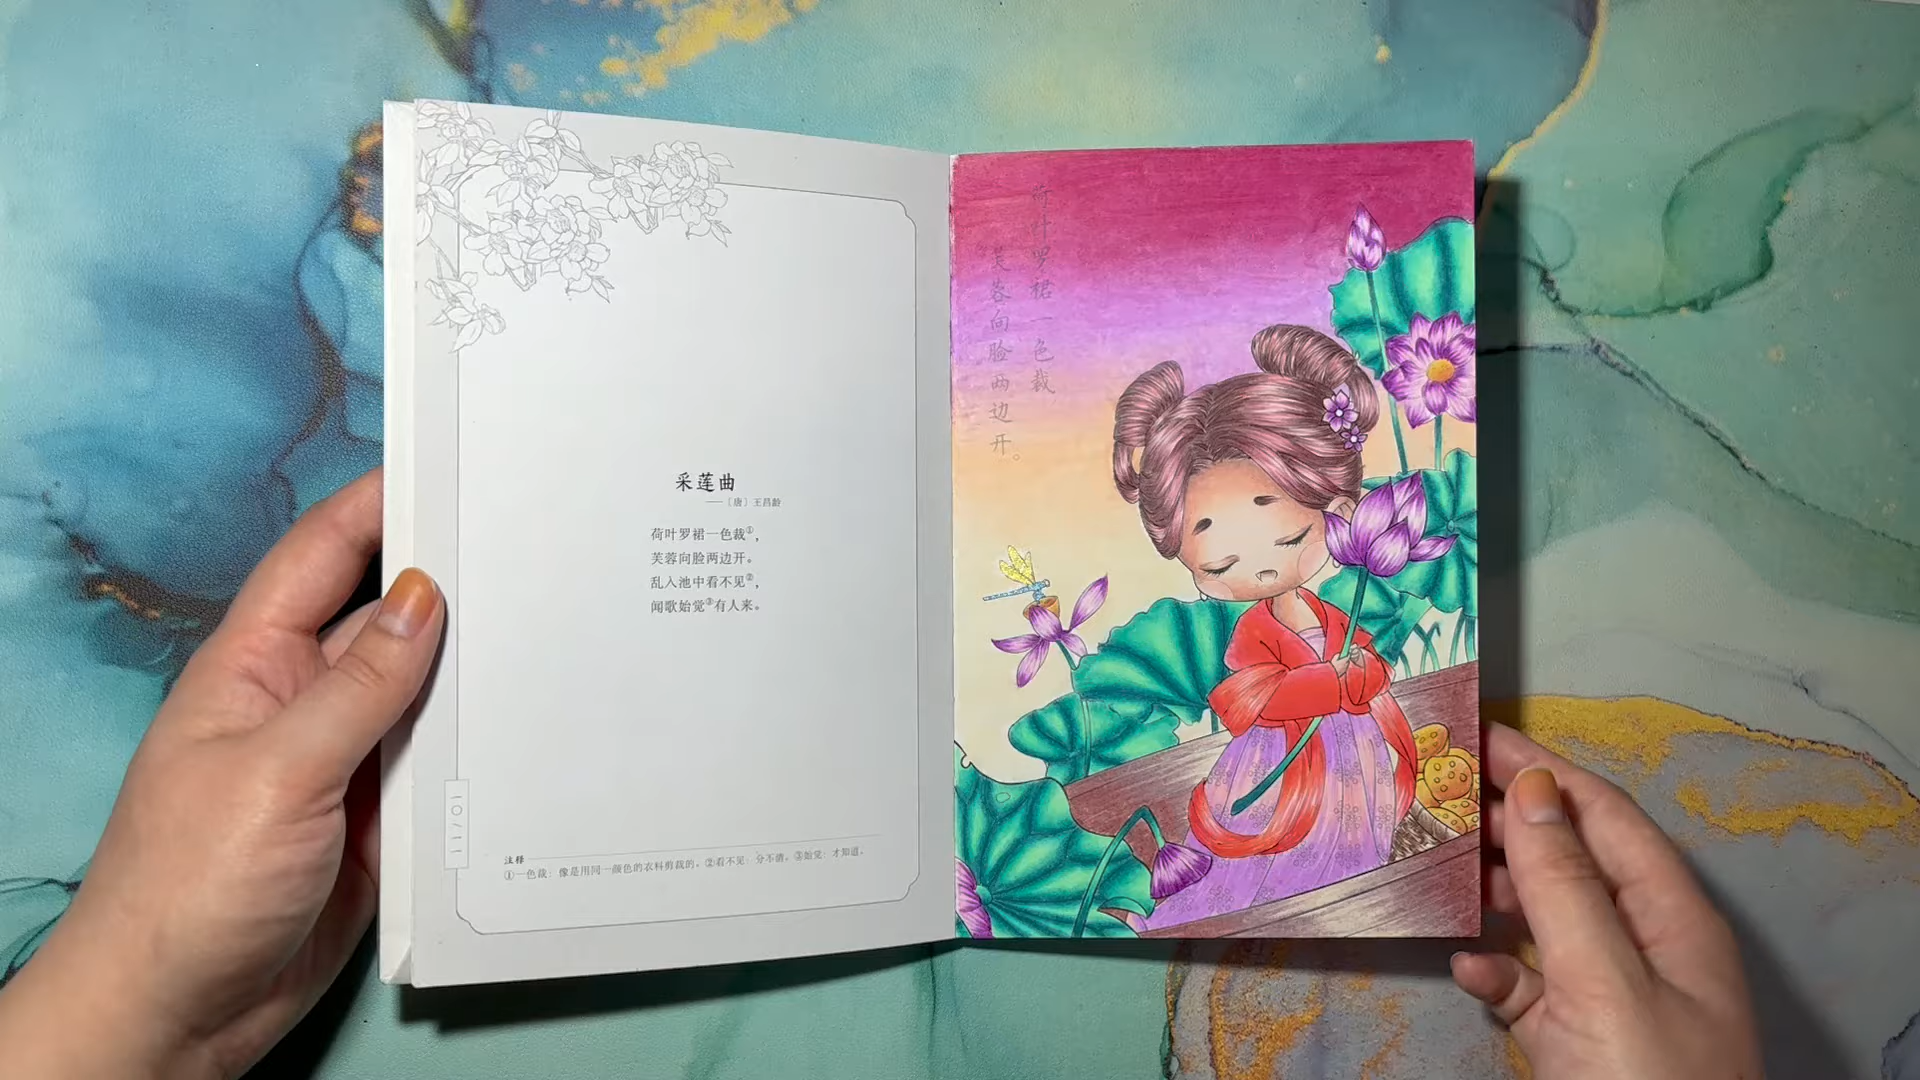 采莲曲
——〔唐〕王昌龄
荷叶罗裙一色裁①，
芙蓉向脸两边开。
乱入池中看不见②，
闻歌始觉③有人来。
注释
①一色裁：像是用同一颜色的衣料剪裁的。②看不见：分不清。③始觉：才知道。
10/11
荷叶罗裙一色裁
芙蓉向脸两边开。